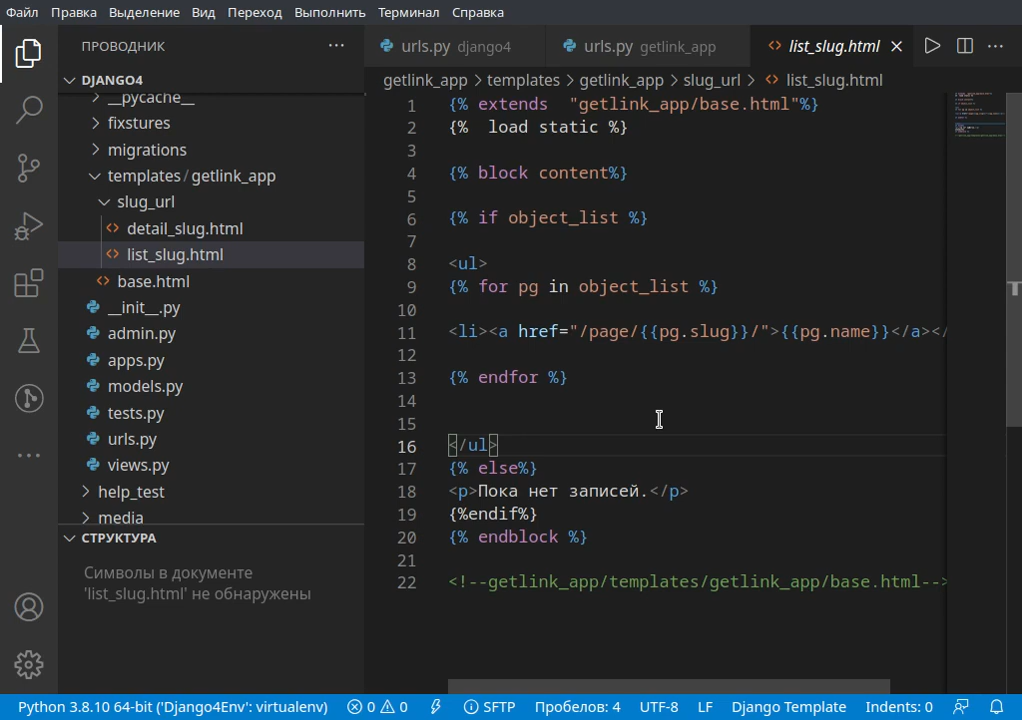 Файл Правка Выделение Вид Переход Выполнить Терминал Справка
ПРОВОДНИК
urls.py django4
urls.py getlink_app
list_slug.html
DJANGO4
getlink_app > templates > getlink_app > slug_url > list_slug.html
__pycache__
fixstures
migrations
templates / getlink_app
slug_url
detail_slug.html
list_slug.html
base.html
__init__.py
admin.py
apps.py
models.py
tests.py
urls.py
views.py
help_test
media
СТРУКТУРА
Символы в документе
'list_slug.html' не обнаружены
1 {% extends  "getlink_app/base.html"%}
2 {%  load static %}
3
4 {% block content%}
5
6 {% if object_list %}
7
8 <ul>
9 {% for pg in object_list %}
10
11 <li><a href="/page/{{pg.slug}}/">{{pg.name}}</a></
12
13 {% endfor %}
14
15
16 </ul>
17 {% else%}
18 <p>Пока нет записей.</p>
19 {%endif%}
20 {% endblock %}
21
22 <!--getlink_app/templates/getlink_app/base.html-->
Python 3.8.10 64-bit ('Django4Env': virtualenv) 0 0 SFTP Пробелов: 4 UTF-8 LF Django Template Indents: 0